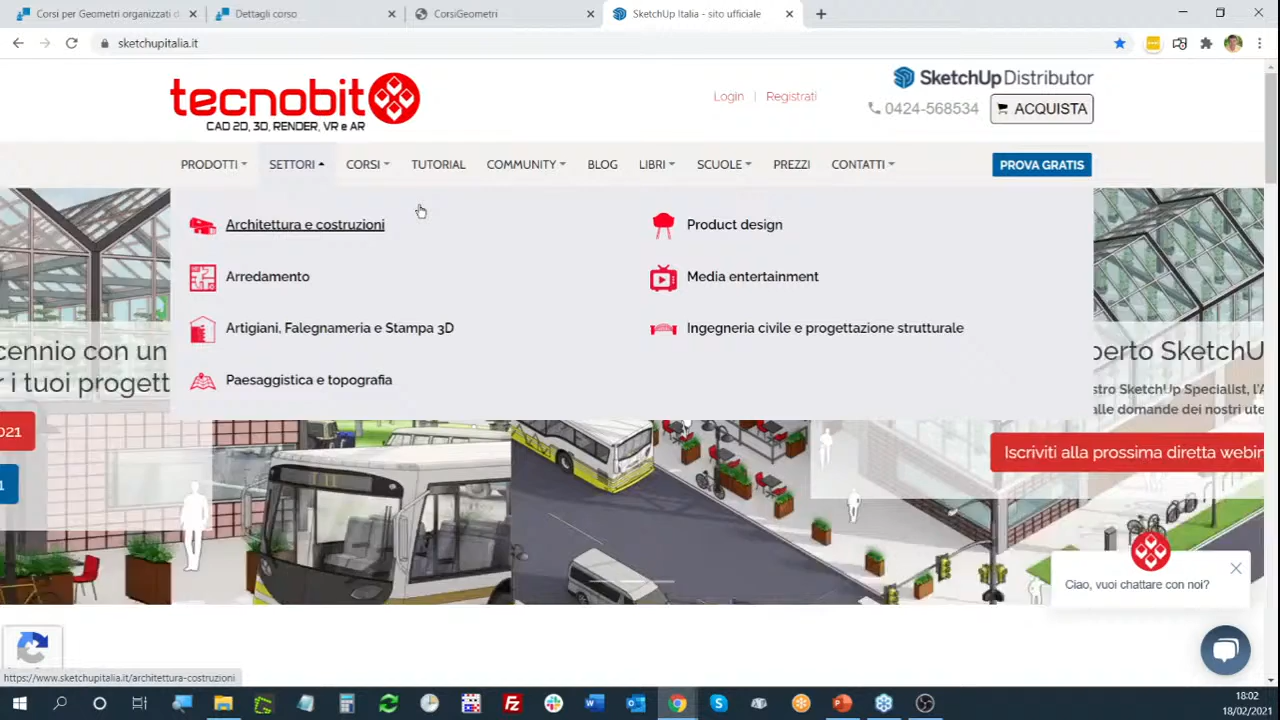 Corsi per Geometri organizzati d
Dettagli corso
CorsiGeometri
SketchUp Italia - sito ufficiale
sketchupitalia.it
tecnobit
CAD 2D, 3D, RENDER, VR e AR
Login | Registrati
SketchUp Distributor
0424-568534
ACQUISTA
PRODOTTI
SETTORI
CORSI
TUTORIAL
COMMUNITY
BLOG
LIBRI
SCUOLE
PREZZI
CONTATTI
PROVA GRATIS
Architettura e costruzioni
Product design
Arredamento
Media entertainment
Artigiani, Falegnameria e Stampa 3D
Ingegneria civile e progettazione strutturale
Paesaggistica e topografia
cennio con un
r i tuoi progett
021
1
perto SketchU
stro SketchUp Specialist, l'A
alle domande dei nostri ute
Iscriviti alla prossima diretta webin
Ciao, vuoi chattare con noi?
https://www.sketchupitalia.it/architettura-costruzioni
18:02
18/02/2021